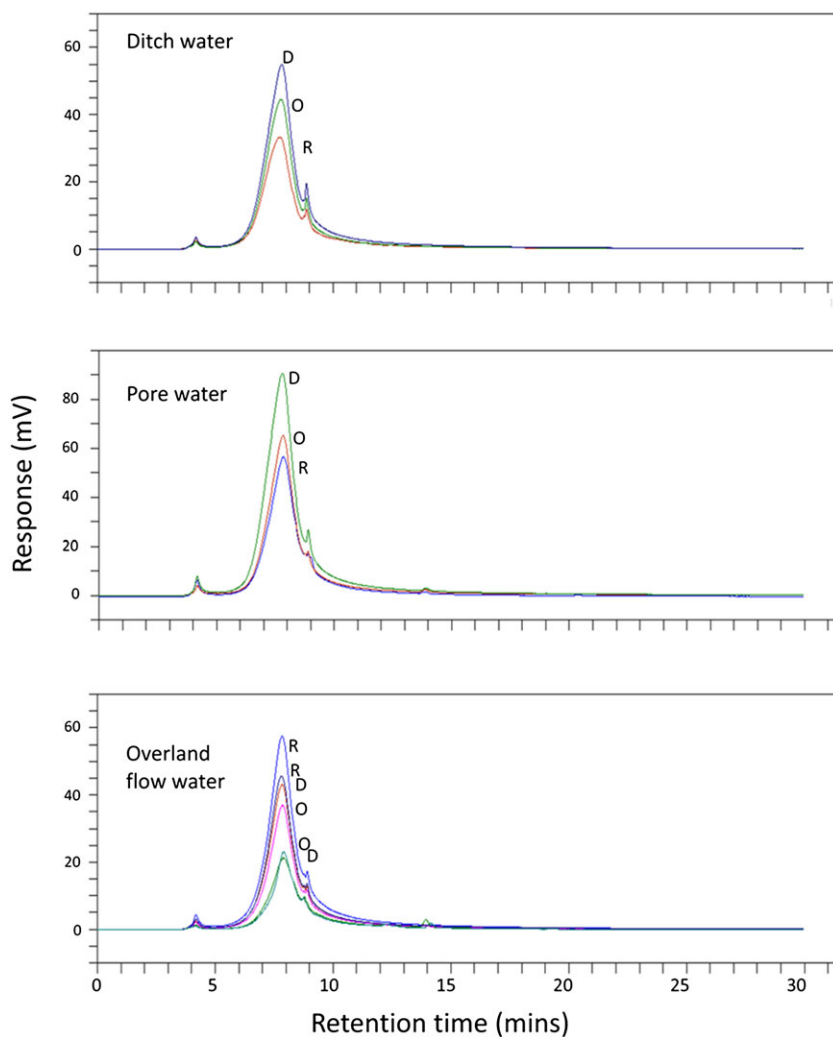 Ditch water
D
O
R
60
40
20
0
Pore water
D
O
R
80
60
40
20
0
Response (mV)
Overland
flow water
R
R
D
O
O
D
60
40
20
0
0 5 10 15 20 25 30
Retention time (mins)